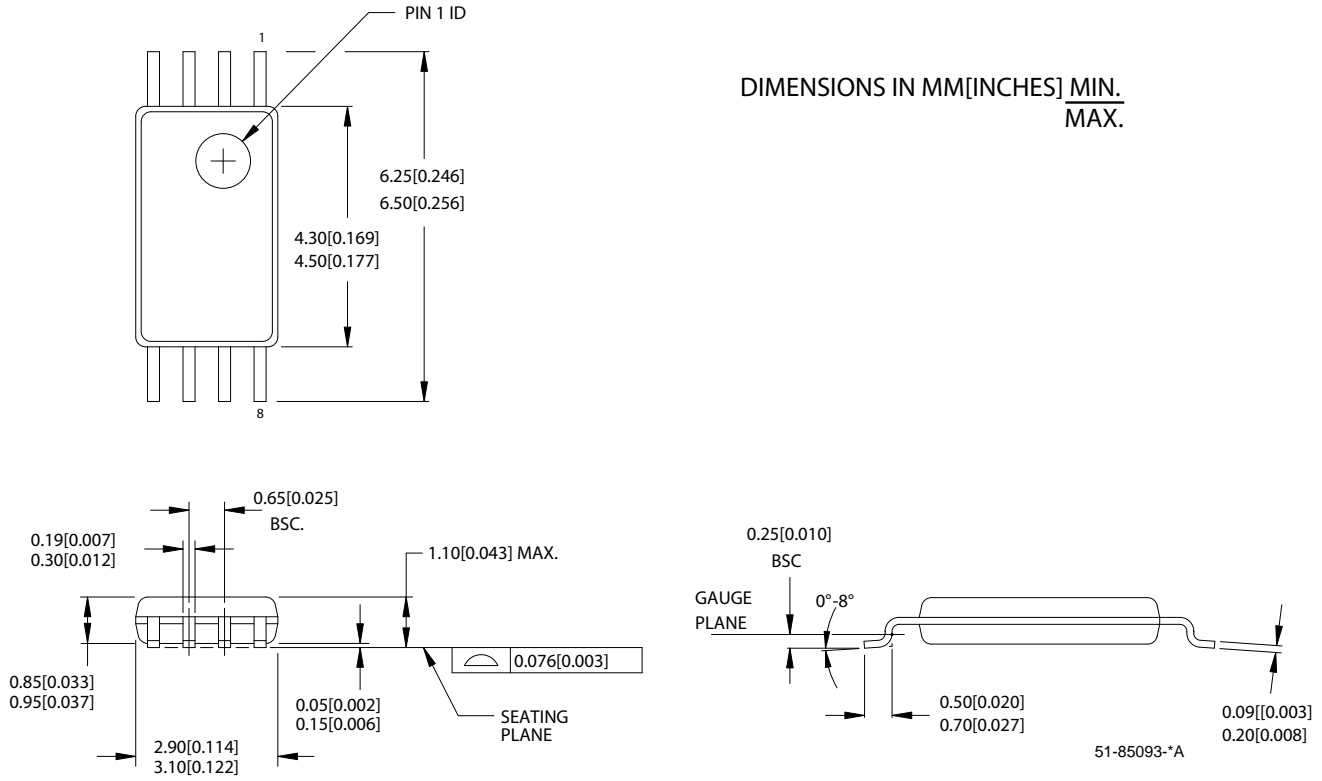 PIN 1 ID
1
DIMENSIONS IN MM[INCHES] MIN.
MAX.
6.25[0.246]
6.50[0.256]
4.30[0.169]
4.50[0.177]
8
0.65[0.025]
BSC.
0.19[0.007]
0.30[0.012]
1.10[0.043] MAX.
0.076[0.003]
0.85[0.033]
0.95[0.037]
0.05[0.002]
0.15[0.006]
SEATING
PLANE
2.90[0.114]
3.10[0.122]
0.25[0.010]
BSC
GAUGE
PLANE
0°-8°
0.50[0.020]
0.70[0.027]
0.09[[0.003]
0.20[0.008]
51-85093-*A